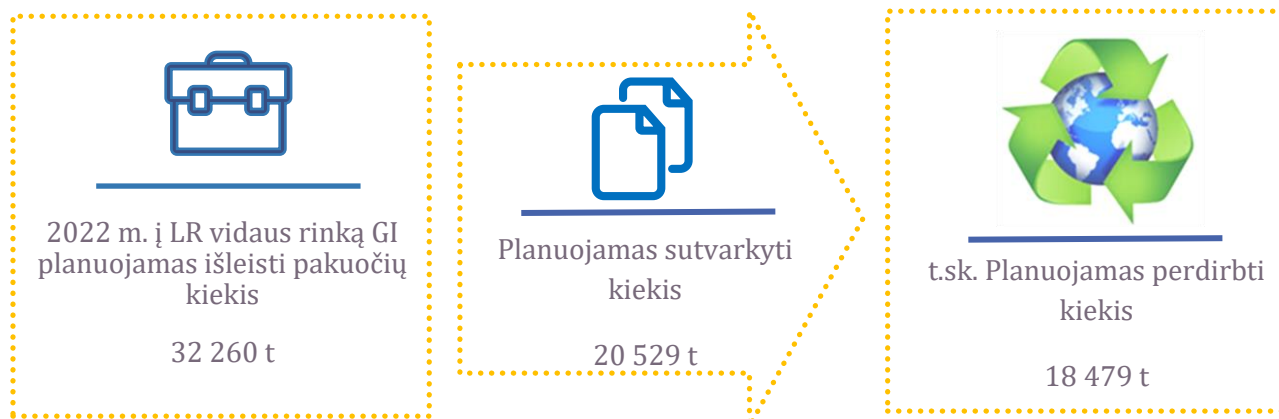 2022 m. į LR vidaus rinką GI
planuojamas išleisti pakuočių
kiekis
32 260 t
Planuojamas sutvarkyti
kiekis
20 529 t
t.sk. Planuojamas perdirbti
kiekis
18 479 t